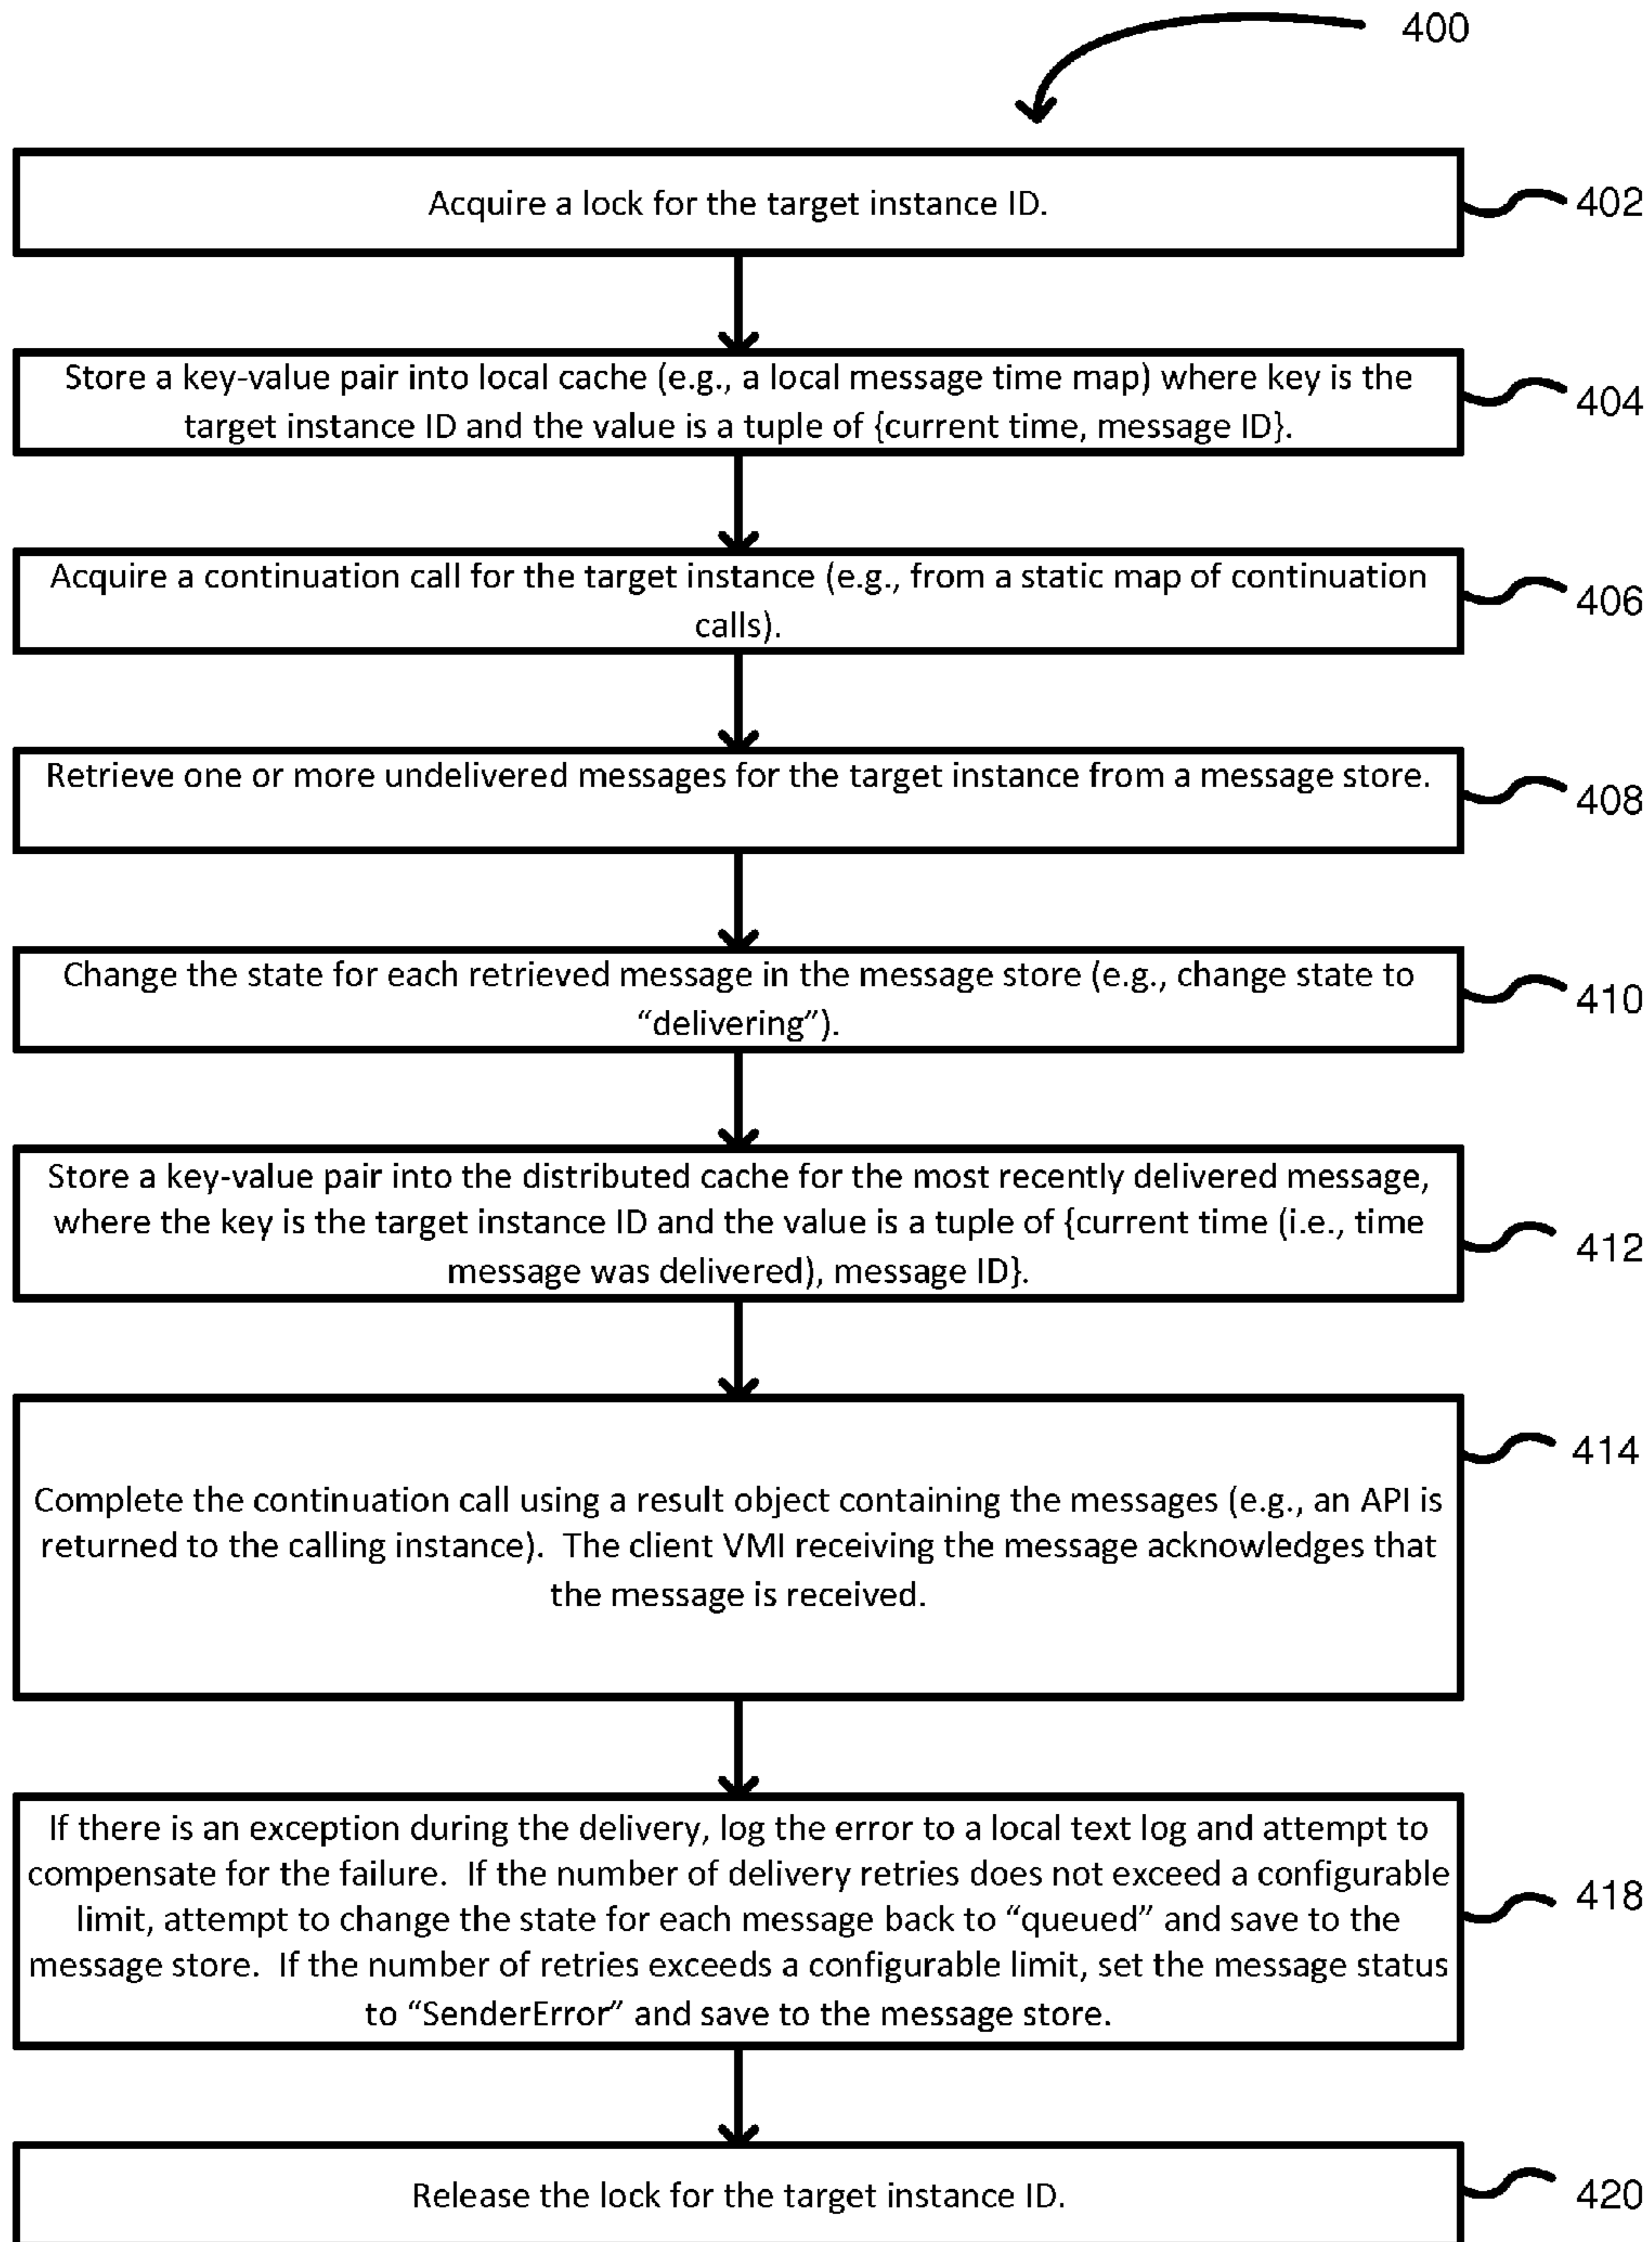 400
Acquire a lock for the target instance ID.
402
Store a key-value pair into local cache (e.g., a local message time map) where key is the
target instance ID and the value is a tuple of {current time, message ID}.
404
Acquire a continuation call for the target instance (e.g., from a static map of continuation
calls).
406
Retrieve one or more undelivered messages for the target instance from a message store.
408
Change the state for each retrieved message in the message store (e.g., change state to
“delivering”).
410
Store a key-value pair into the distributed cache for the most recently delivered message,
where the key is the target instance ID and the value is a tuple of {current time (i.e., time
message was delivered), message ID}.
412
Complete the continuation call using a result object containing the messages (e.g., an API is
returned to the calling instance).  The client VMI receiving the message acknowledges that
the message is received.
414
If there is an exception during the delivery, log the error to a local text log and attempt to
compensate for the failure.  If the number of delivery retries does not exceed a configurable
limit, attempt to change the state for each message back to “queued” and save to the
message store.  If the number of retries exceeds a configurable limit, set the message status
to “SenderError” and save to the message store.
418
Release the lock for the target instance ID.
420